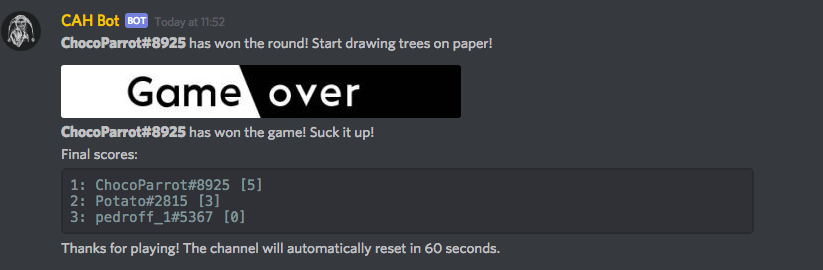 CAH Bot BOT Today at 11:52
ChocoParrot#8925 has won the round! Start drawing trees on paper!
Game over
ChocoParrot#8925 has won the game! Suck it up!
Final scores:
1: ChocoParrot#8925 [5]
2: Potato#2815 [3]
3: pedroff_1#5367 [0]
Thanks for playing! The channel will automatically reset in 60 seconds.